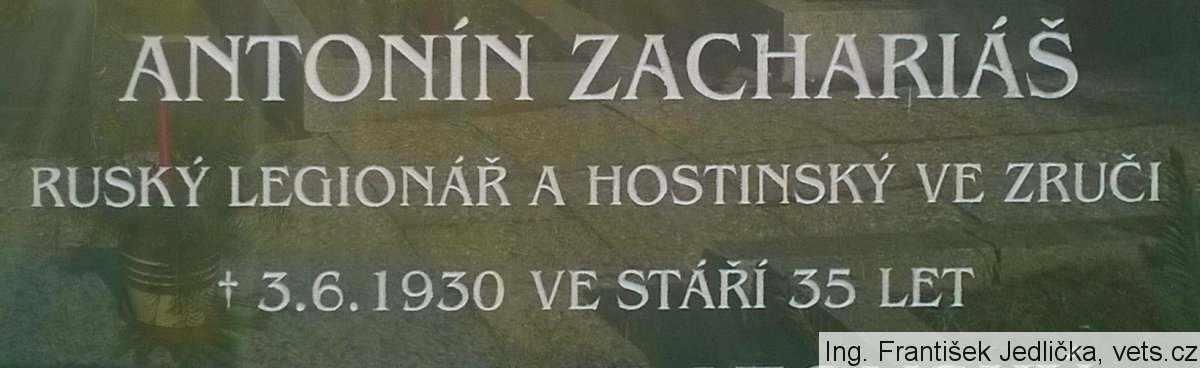 ANTONÍN ZACHARIÁŠ
RUSKÝ LEGIONÁŘ A HOSTINSKÝ VE ZRUČI
† 3.6.1930 VE STÁŘÍ 35 LET
Ing. František Jedlička, vets.cz